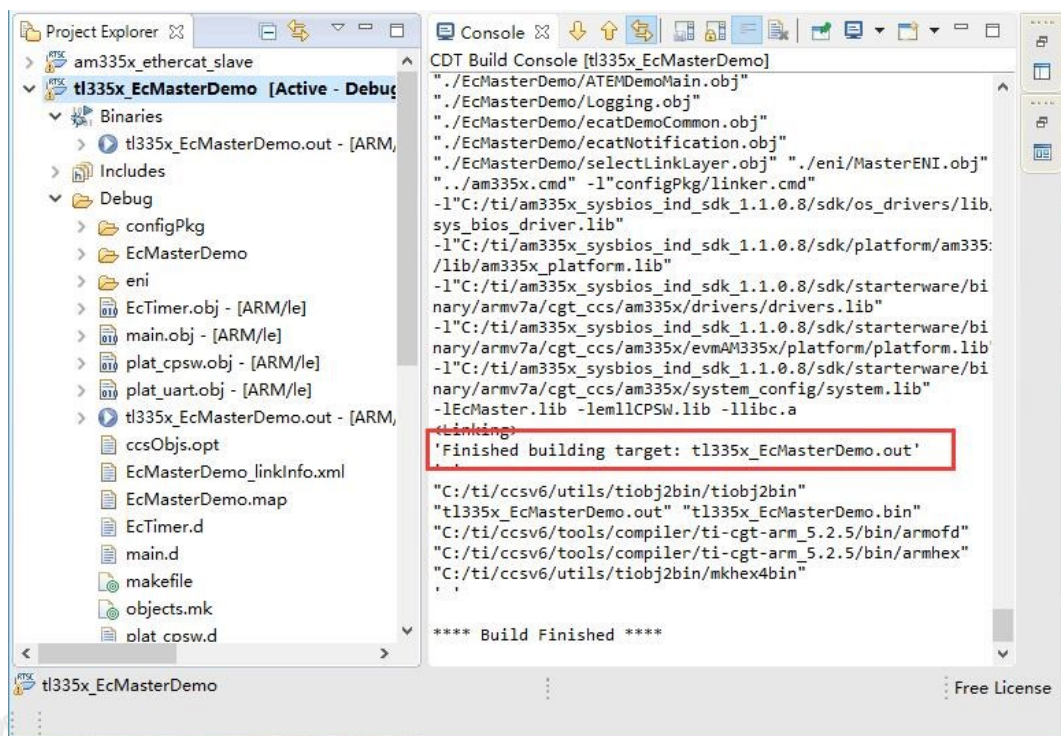 Project Explorer
am335x_ethercat_slave
tl335x_EcMasterDemo [Active - Debug
Binaries
tl335x_EcMasterDemo.out - [ARM/
Includes
Debug
configPkg
EcMasterDemo
eni
EcTimer.obj - [ARM/le]
main.obj - [ARM/le]
plat_cpsw.obj - [ARM/le]
plat_uart.obj - [ARM/le]
tl335x_EcMasterDemo.out - [ARM/
ccsObjs.opt
EcMasterDemo_linkInfo.xml
EcMasterDemo.map
EcTimer.d
main.d
makefile
objects.mk
plat_cpsw.d
Console
CDT Build Console [tl335x_EcMasterDemo]
"./EcMasterDemo/ATEMDemoMain.obj"
"./EcMasterDemo/Logging.obj"
"./EcMasterDemo/ecatDemoCommon.obj"
"./EcMasterDemo/ecatNotification.obj"
"./EcMasterDemo/selectLinkLayer.obj" "./eni/MasterENI.obj"
"../am335x.cmd" -l"configPkg/linker.cmd"
-l"C:/ti/am335x_sysbios_ind_sdk_1.1.0.8/sdk/os_drivers/lib/
sys_bios_driver.lib"
-l"C:/ti/am335x_sysbios_ind_sdk_1.1.0.8/sdk/platform/am335x
/lib/am335x_platform.lib"
-l"C:/ti/am335x_sysbios_ind_sdk_1.1.0.8/sdk/starterware/bi
nary/armv7a/cgt_ccs/am335x/drivers/drivers.lib"
-l"C:/ti/am335x_sysbios_ind_sdk_1.1.0.8/sdk/starterware/bi
nary/armv7a/cgt_ccs/am335x/evmAM335x/platform/platform.lib"
-l"C:/ti/am335x_sysbios_ind_sdk_1.1.0.8/sdk/starterware/bi
nary/armv7a/cgt_ccs/am335x/system_config/system.lib"
-lEcMaster.lib -lemllCPSW.lib -llibc.a
<Linking>
'Finished building target: tl335x_EcMasterDemo.out'
' '
"C:/ti/ccsv6/utils/tiobj2bin/tiobj2bin"
"tl335x_EcMasterDemo.out" "tl335x_EcMasterDemo.bin"
"C:/ti/ccsv6/tools/compiler/ti-cgt-arm_5.2.5/bin/armofd"
"C:/ti/ccsv6/tools/compiler/ti-cgt-arm_5.2.5/bin/armhex"
"C:/ti/ccsv6/utils/tiobj2bin/mkhex4bin"
' '
**** Build Finished ****
tl335x_EcMasterDemo
Free License